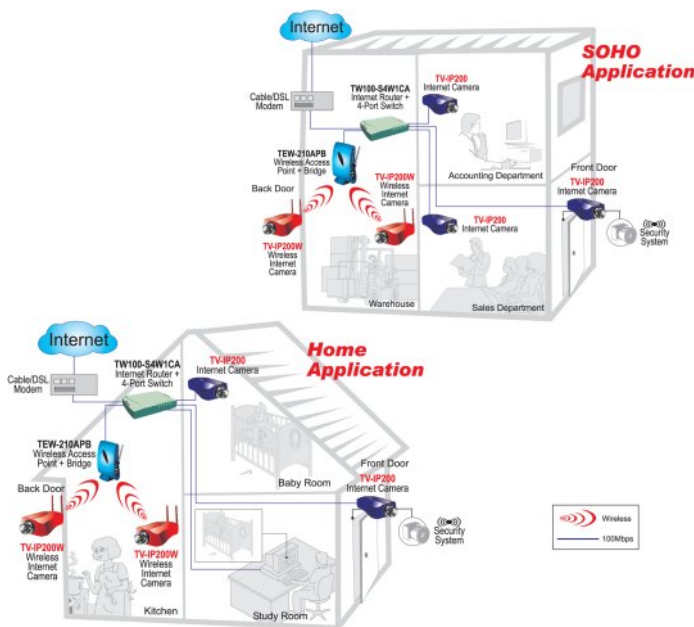 Internet
SOHO
Application
TV-IP200
Internet Camera
TW100-S4W1CA
Internet Router +
4-Port Switch
Cable/DSL
Modem
TEW-210APB
Wireless Access
Point + Bridge
Accounting Department
Front Door
TV-IP200
Internet Camera
Back Door
TV-IP200W
Wireless
Internet
Camera
TV-IP200
Internet Camera
Security
System
TV-IP200W
Wireless
Internet
Camera
Warehouse
Sales Department
Internet
Home
Application
TW100-S4W1CA
Internet Router +
4-Port Switch
TV-IP200
Internet Camera
Cable/DSL
Modem
TEW-210APB
Wireless Access
Point + Bridge
Baby Room
Front Door
TV-IP200
Internet Camera
Back Door
TV-IP200W
Wireless
Internet
Camera
TV-IP200W
Wireless
Internet
Camera
Security
System
Kitchen
Study Room
Wireless
100Mbps